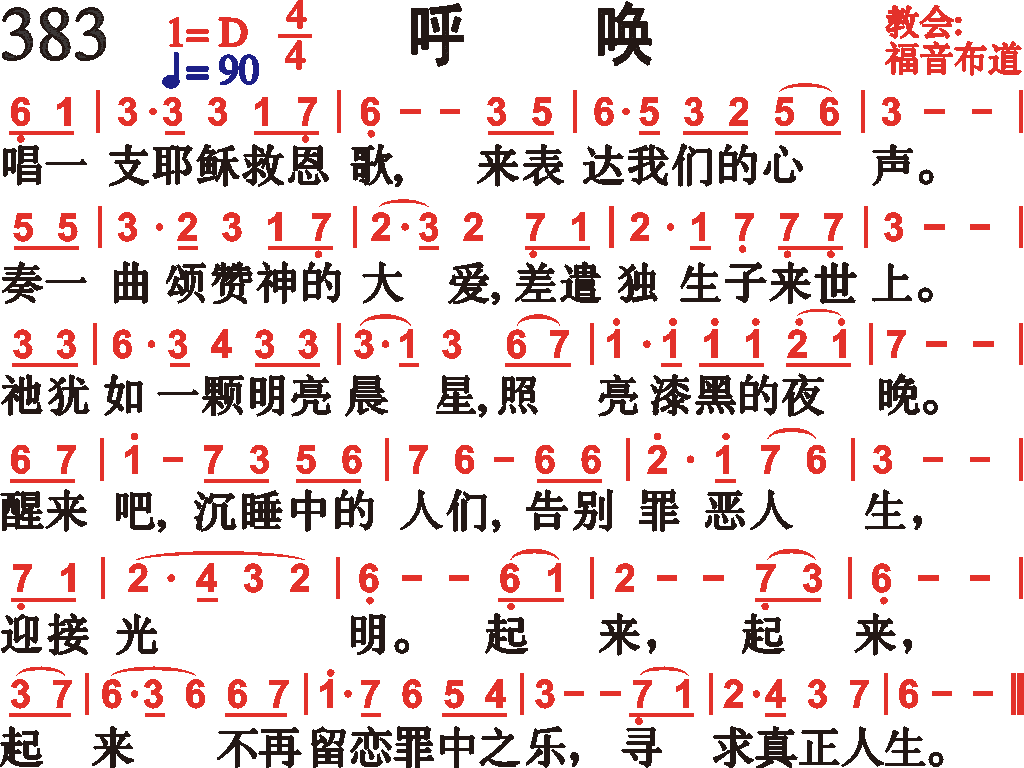 383 1=D 4/4 呼 唤 教会:
♩=90 福音布道
6̣ 1 | 3·3 3 1 7̣ | 6̣ – – 3 5 | 6·5 3 2 5 6 | 3 – – |
唱一 支耶稣救恩 歌, 来表 达我们的心 声。
5 5 | 3·2 3 1 7̣ | 2·3 2 7̣ 1 | 2·1 7̣ 7̣ 7̣ | 3 – – |
奏一 曲 颂赞神的 大 爱, 差遣 独 生子来世 上。
3 3 | 6·3 4 3 3 | 3·1 3 6 7 | 1̇·1̇ 1̇ 1̇ 2̇ 1̇ | 7 – – |
祂犹 如 一颗明亮 晨 星, 照 亮 漆黑的夜 晚。
6 7 | 1̇ – 7 3 5 6 | 7 6 – 6 6 | 2̇·1̇ 7 6 | 3 – – |
醒来 吧, 沉睡中的 人们, 告别 罪 恶人 生,
7̣ 1 | 2·4 3 2 | 6̣ – – 6̣ 1 | 2 – – 7̣ 3 | 6̣ – – |
迎接 光 明。 起 来, 起 来,
3 7 | 6·3 6 6 7 | 1̇·7 6 5 4 | 3 – – 7̣ 1 | 2·4 3 7 | 6 – – ‖
起 来 不再 留恋罪中之乐, 寻 求真正人生。